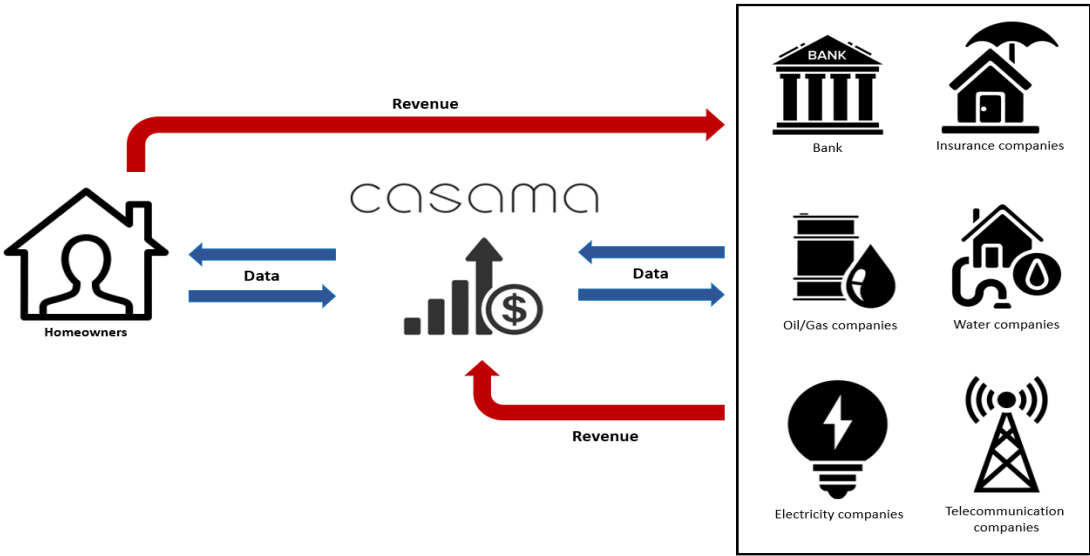 Revenue
BANK
Bank
Insurance companies
casama
Data
Data
Homeowners
Oil/Gas companies
Water companies
$
Revenue
Electricity companies
Telecommunication
companies